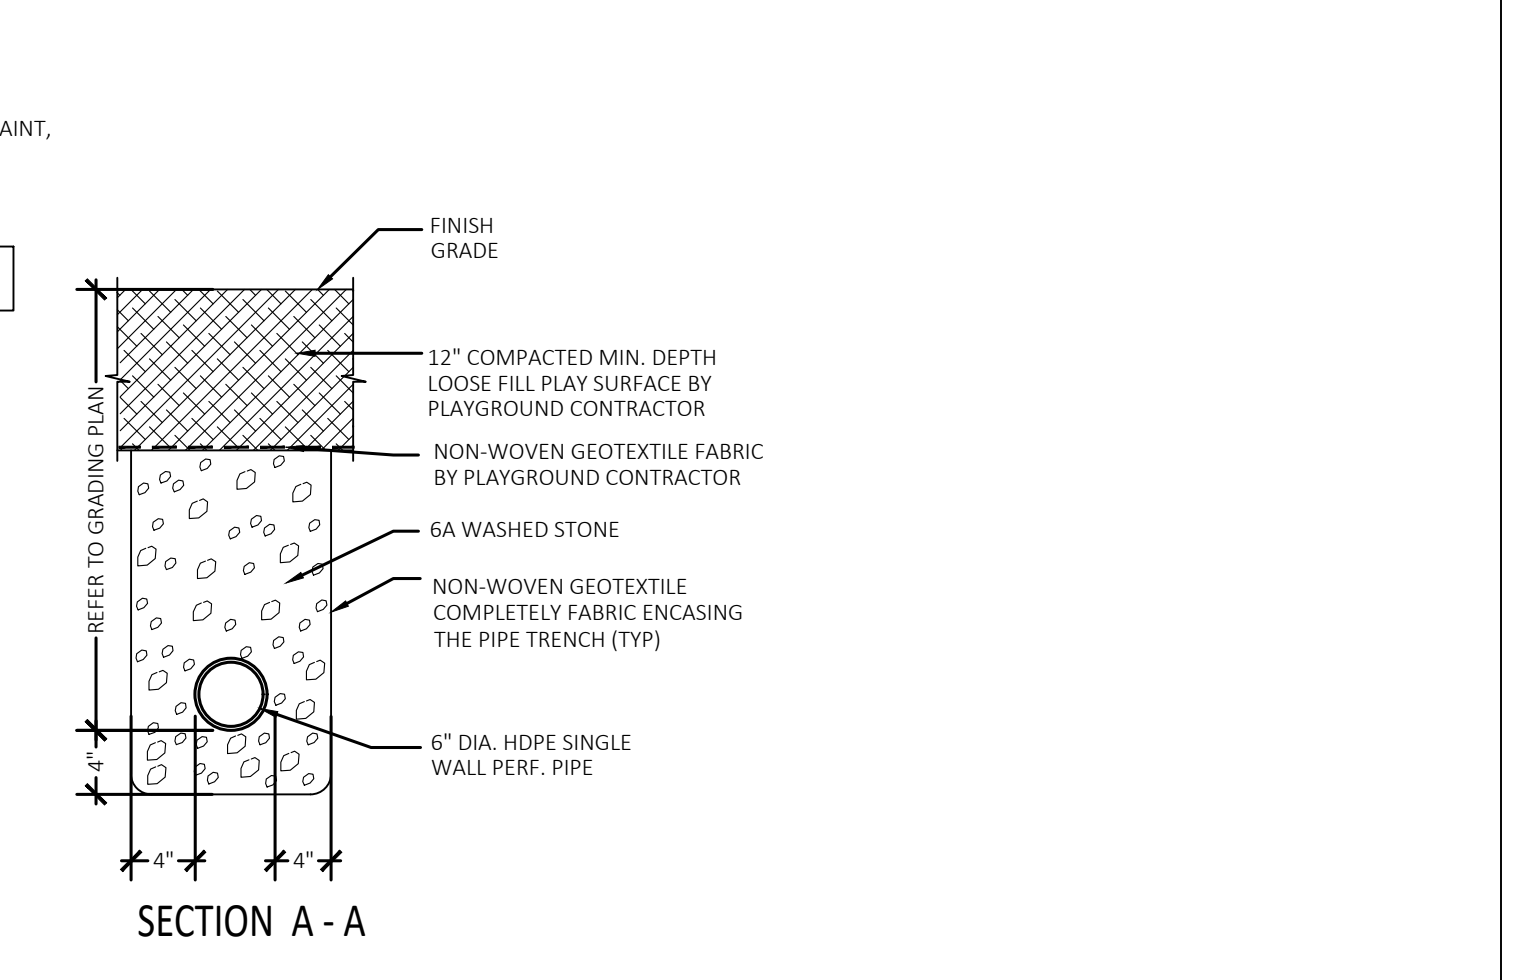 AINT,
FINISH
GRADE
12" COMPACTED MIN. DEPTH
LOOSE FILL PLAY SURFACE BY
PLAYGROUND CONTRACTOR
NON-WOVEN GEOTEXTILE FABRIC
BY PLAYGROUND CONTRACTOR
6A WASHED STONE
NON-WOVEN GEOTEXTILE
COMPLETELY FABRIC ENCASING
THE PIPE TRENCH (TYP)
REFER TO GRADING PLAN
6" DIA. HDPE SINGLE
WALL PERF. PIPE
4"
4"
4"
SECTION A - A